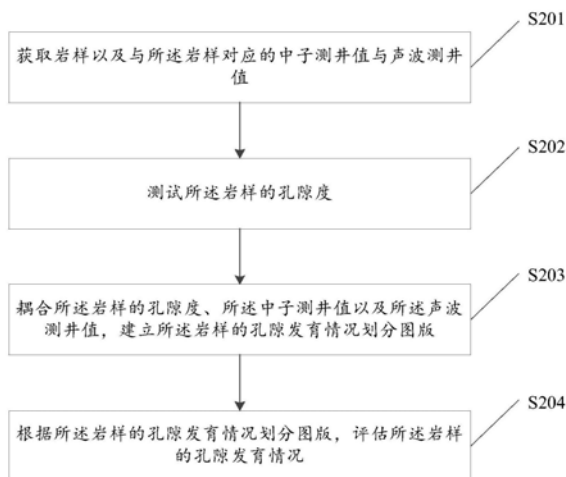 S201
获取岩样以及与所述岩样对应的中子测井值与声波测井
值
S202
测试所述岩样的孔隙度
S203
耦合所述岩样的孔隙度、所述中子测井值以及所述声波
测井值，建立所述岩样的孔隙发育情况划分图版
S204
根据所述岩样的孔隙发育情况划分图版，评估所述岩样
的孔隙发育情况